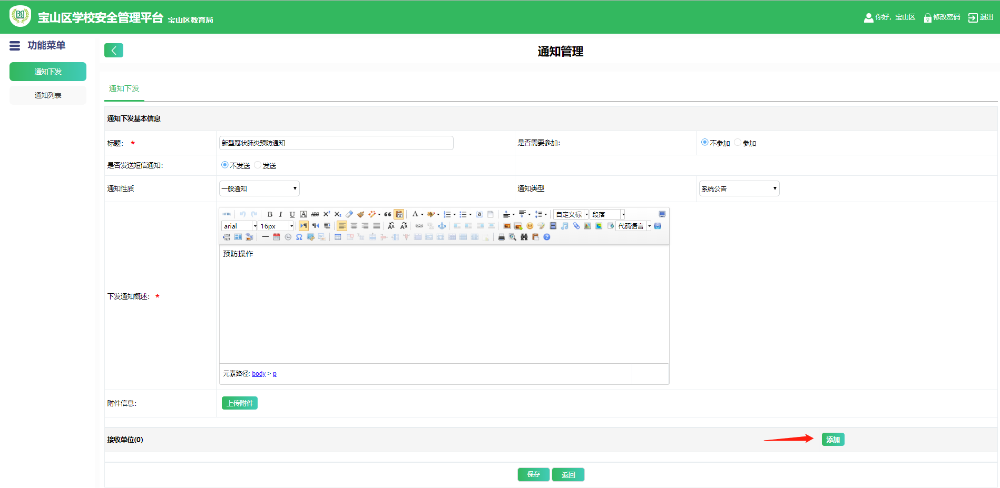 宝山区学校安全管理平台 宝山区教育局
你好，宝山区 修改密码 退出
功能菜单
通知下发
通知列表
通知管理
通知下发
通知下发基本信息
标题： * 新型冠状肺炎预防通知 是否需要参加： 不参加 参加
是否发送短信通知： 不发送 发送
通知性质 一般通知 通知类型 系统公告
HTML B I U A ABC X² X₂ A ab 自定义标 段落
arial 16px 代码语言
预防操作
下发通知概述： *
元素路径: body > p
附件信息： 上传附件
接收单位(0) 添加
保存 返回